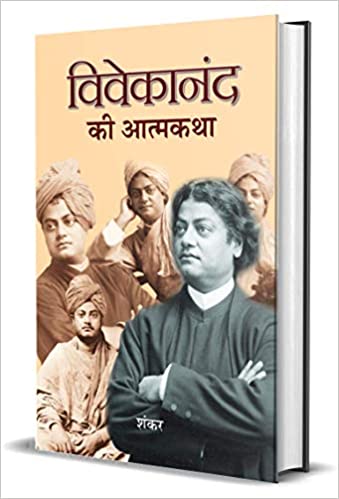 विवेकानंद
की आत्मकथा
शंकर